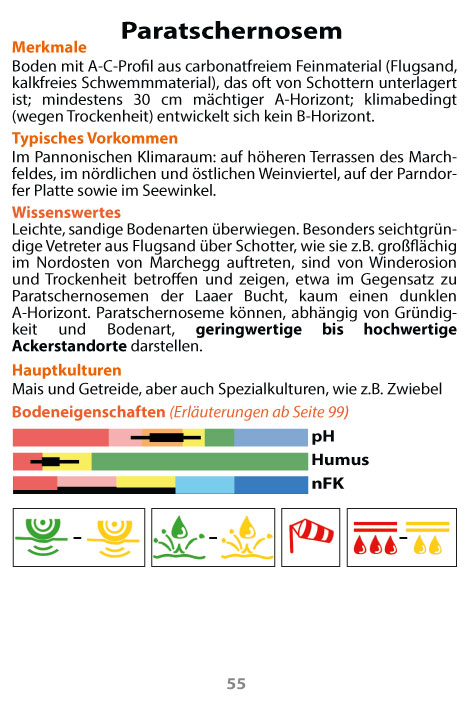 Paratschernosem
Merkmale
Boden mit A-C-Profil aus carbonatfreiem Feinmaterial (Flugsand,
kalkfreies Schwemmmaterial), das oft von Schottern unterlagert
ist; mindestens 30 cm mächtiger A-Horizont; klimabedingt
(wegen Trockenheit) entwickelt sich kein B-Horizont.
Typisches Vorkommen
Im Pannonischen Klimaraum: auf höheren Terrassen des March-
feldes, im nördlichen und östlichen Weinviertel, auf der Parndor-
fer Platte sowie im Seewinkel.
Wissenswertes
Leichte, sandige Bodenarten überwiegen. Besonders seichtgrün-
dige Vetreter aus Flugsand über Schotter, wie sie z.B. großflächig
im Nordosten von Marchegg auftreten, sind von Winderosion
und Trockenheit betroffen und zeigen, etwa im Gegensatz zu
Paratschernosemen der Laaer Bucht, kaum einen dunklen
A-Horizont. Paratschernoseme können, abhängig von Gründig-
keit und Bodenart, geringwertige bis hochwertige
Ackerstandorte darstellen.
Hauptkulturen
Mais und Getreide, aber auch Spezialkulturen, wie z.B. Zwiebel
Bodeneigenschaften (Erläuterungen ab Seite 99)
pH
Humus
nFK
55